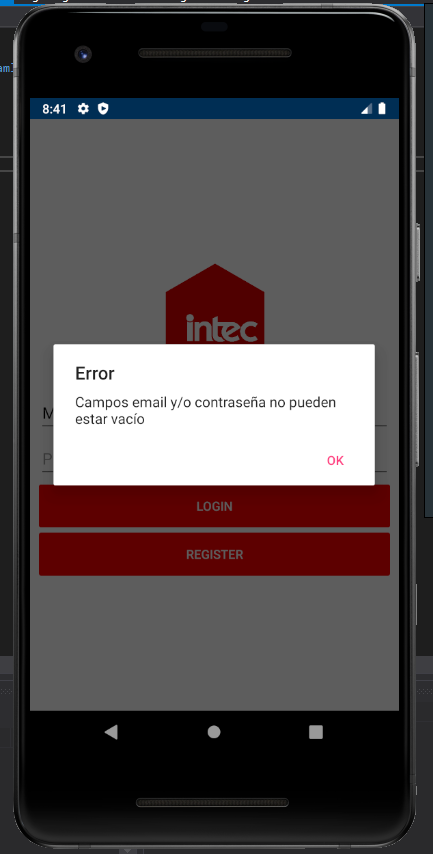 8:41
intec
Error
Campos email y/o contraseña no pueden
estar vacío
M
P
OK
LOGIN
REGISTER